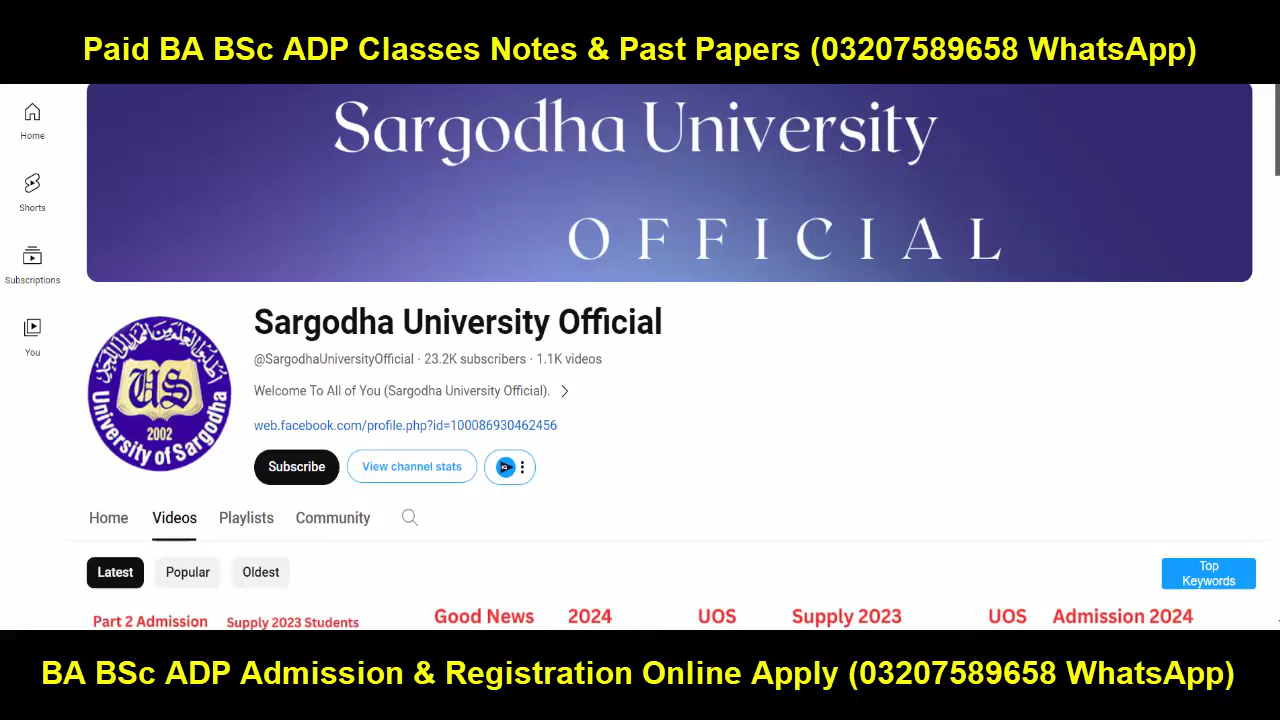 Paid BA BSc ADP Classes Notes & Past Papers (03207589658 WhatsApp)
Sargodha University
OFFICIAL
Home
Shorts
Subscriptions
You
US
2002
University of Sargodha
Sargodha University Official
@SargodhaUniversityOfficial · 23.2K subscribers · 1.1K videos
Welcome To All of You (Sargodha University Official).
web.facebook.com/profile.php?id=100086930462456
Subscribe
View channel stats
Home Videos Playlists Community
Latest Popular Oldest
Top
Keywords
Part 2 Admission Supply 2023 Students Good News 2024 UOS Supply 2023 UOS Admission 2024
BA BSc ADP Admission & Registration Online Apply (03207589658 WhatsApp)